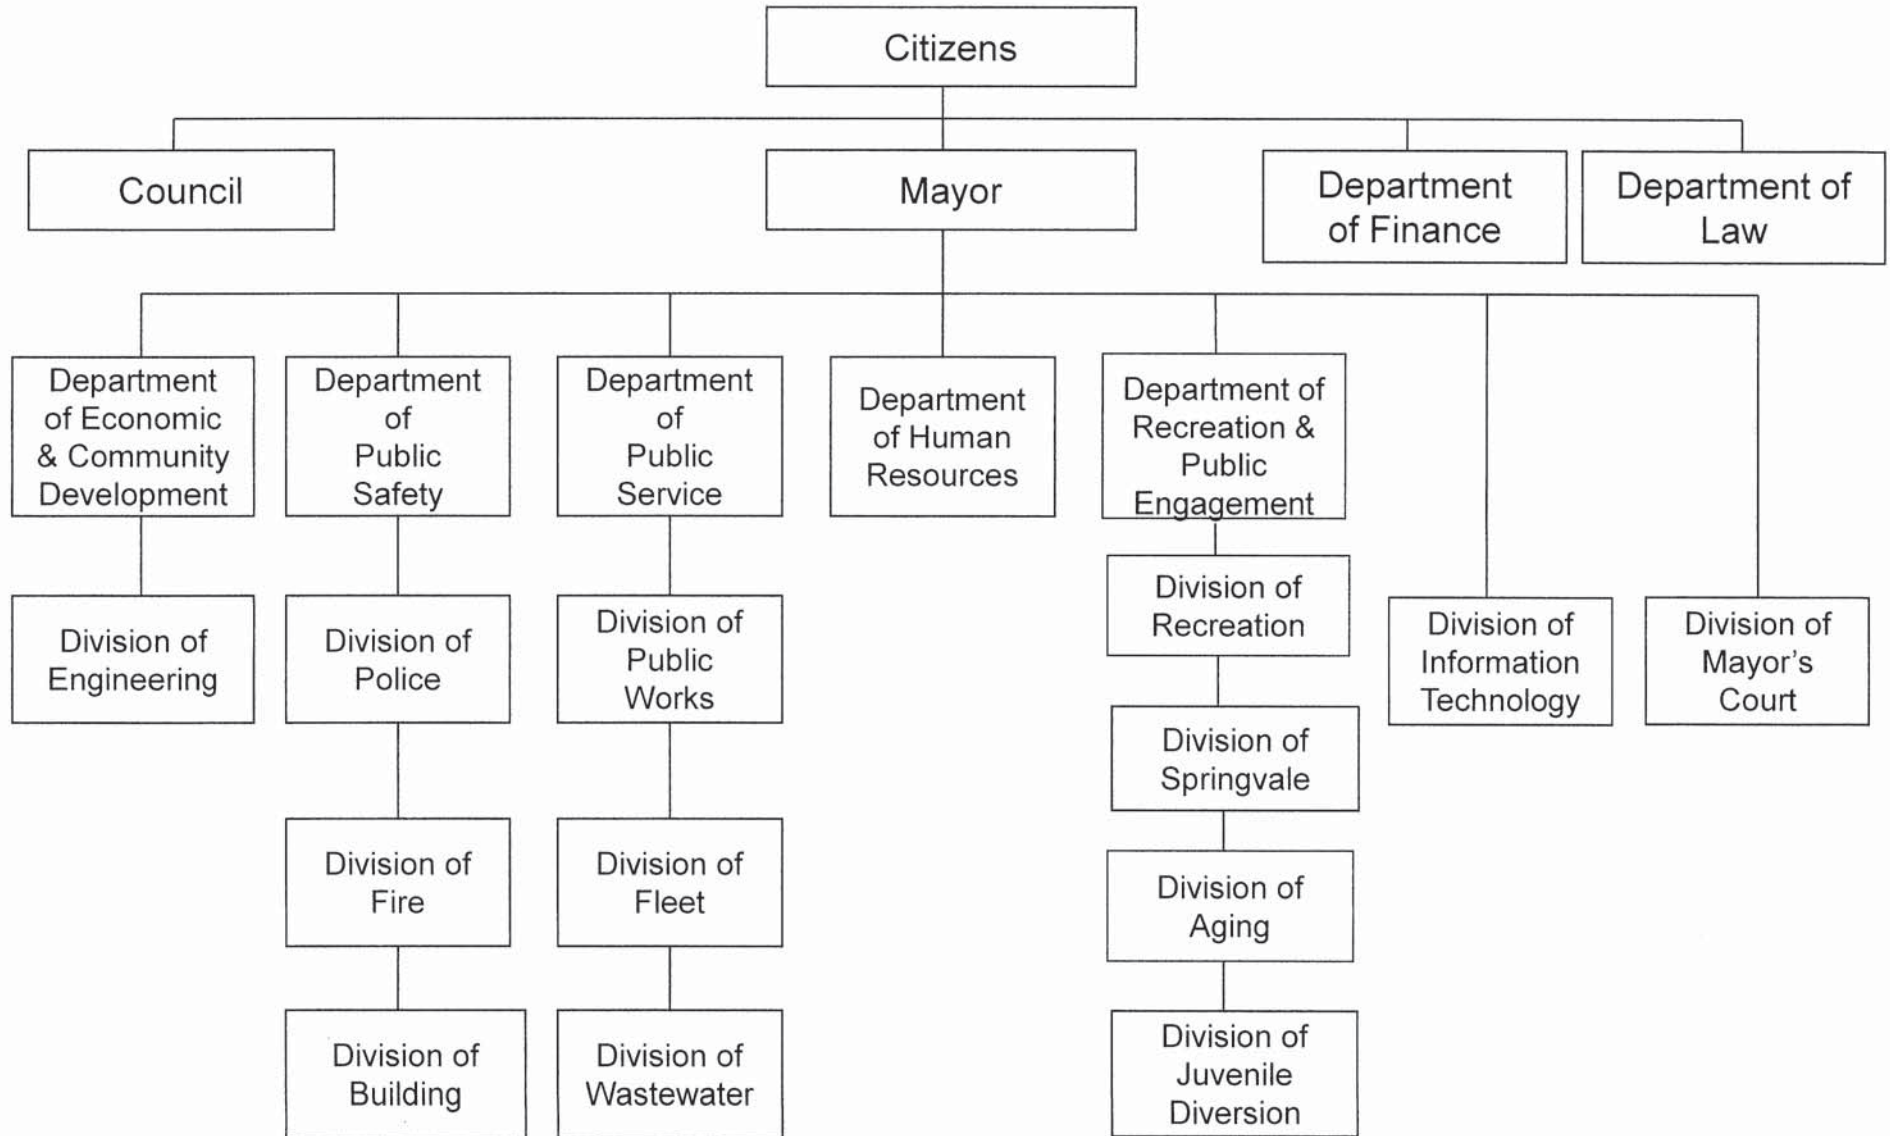 Citizens
Council
Mayor
Department
of Finance
Department of
Law
Department
of Economic
& Community
Development
Department
of
Public
Safety
Department
of
Public
Service
Department
of Human
Resources
Department of
Recreation &
Public
Engagement
Division of
Engineering
Division of
Police
Division of
Public
Works
Division of
Recreation
Division of
Information
Technology
Division of
Mayor’s
Court
Division of
Springvale
Division of
Fire
Division of
Fleet
Division of
Aging
Division of
Building
Division of
Wastewater
Division of
Juvenile
Diversion